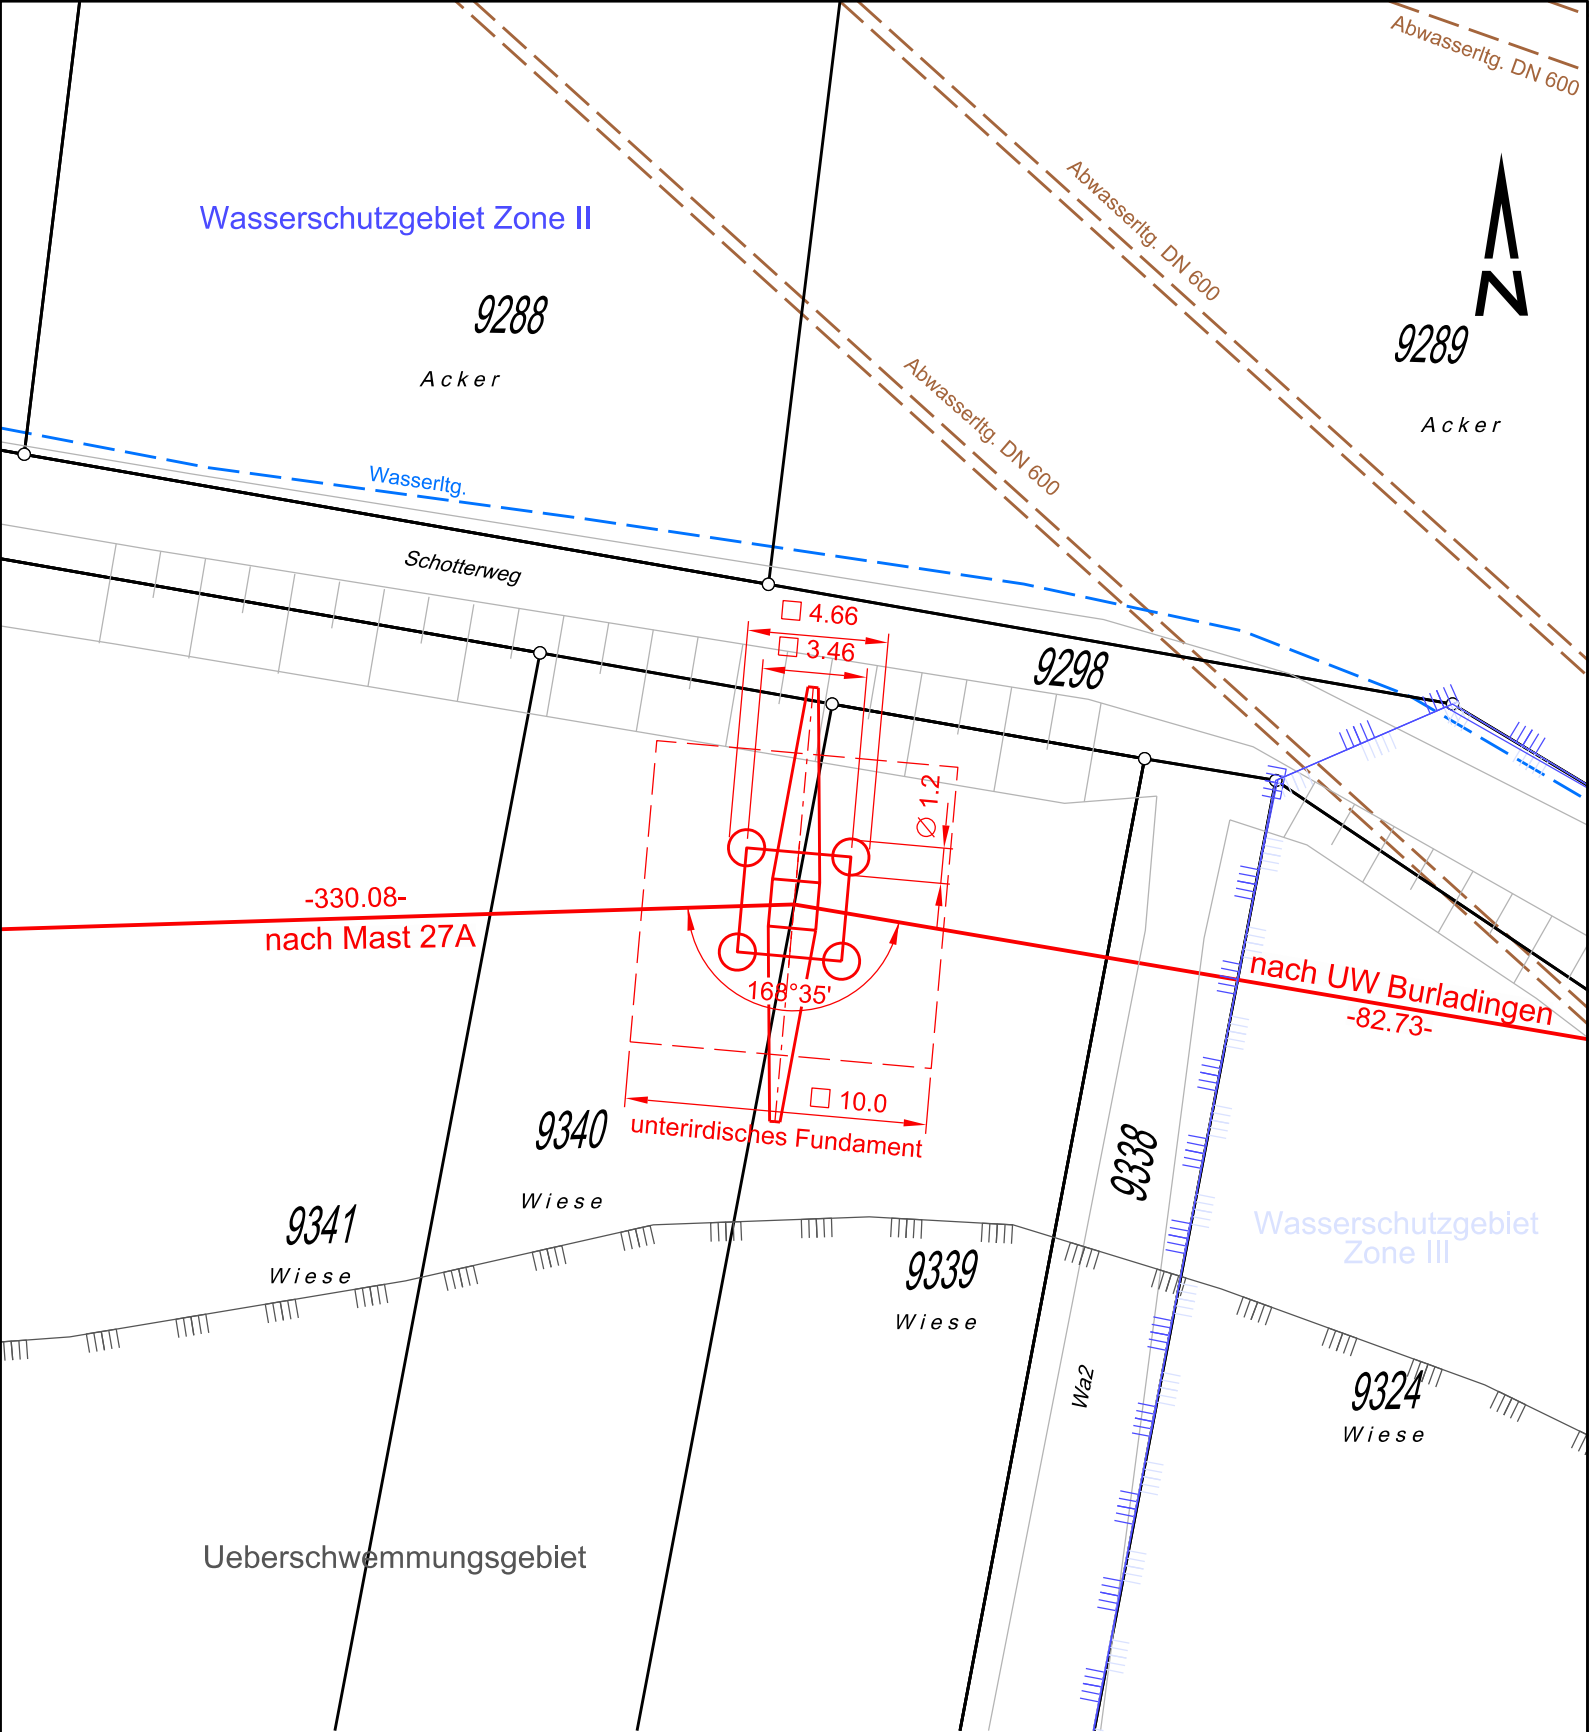 Abwasserltg. DN 600
Abwasserltg. DN 600
N
Wasserschutzgebiet Zone II
9288
Acker
9289
Acker
Abwasserltg. DN 600
Wasserltg.
Schotterweg
□ 4.66
□ 3.46
9298
Ø 1.2
-330.08-
nach Mast 27A
168°35'
nach UW Burladingen
-82.73-
□ 10.0
unterirdisches Fundament
9340
Wiese
9338
9341
Wiese
Wasserschutzgebiet
Zone III
9339
Wiese
Wa2
9324
Wiese
Ueberschwemmungsgebiet